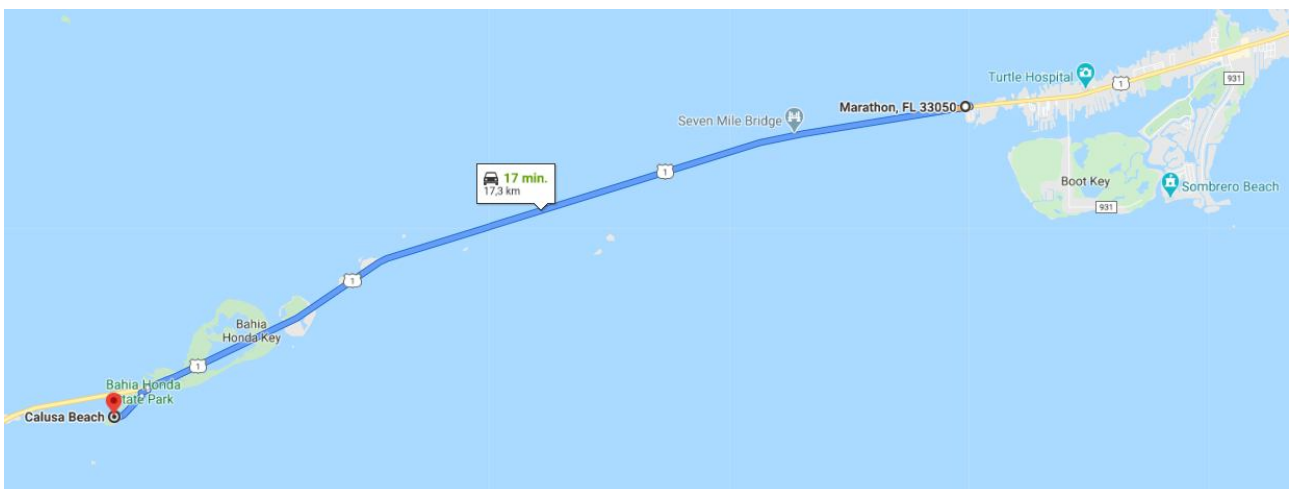 Turtle Hospital
1
931
Marathon, FL 33050
Seven Mile Bridge
17 min.
17,3 km
1
Boot Key
Sombrero Beach
931
1
Bahia
Honda Key
1
Bahia Honda
State Park
Calusa Beach